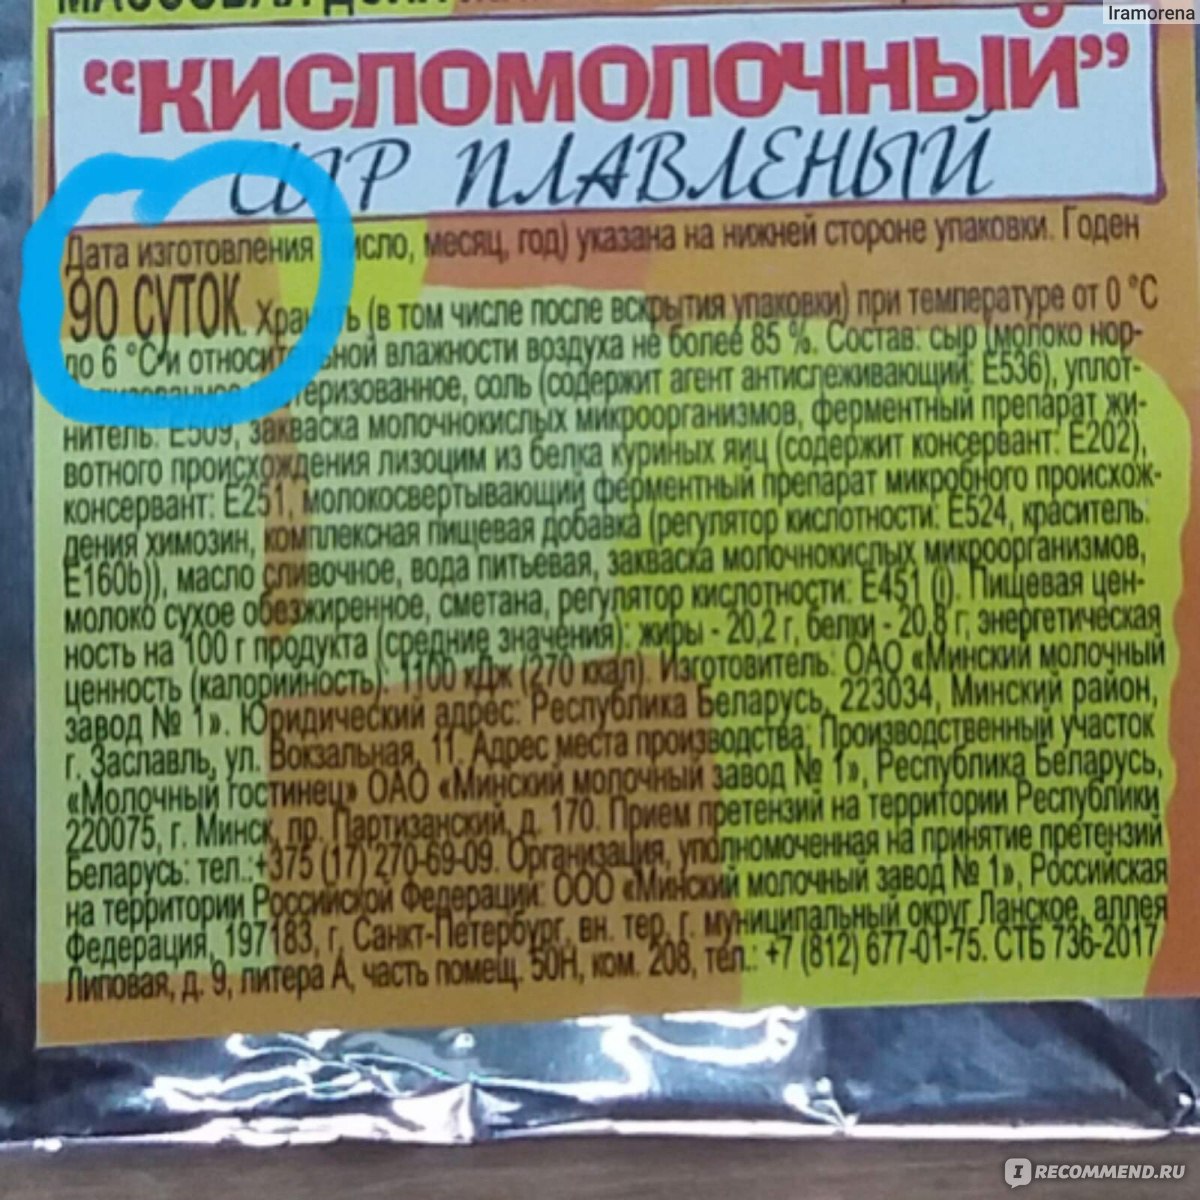 Iramorena
“КИСЛОМОЛОЧНЫЙ”
СЫР ПЛАВЛЕНЫЙ
Дата изготовления (число, месяц, год) указана на нижней стороне упаковки. Годен
90 СУТОК. Хранить (в том числе после вскрытия упаковки) при температуре от 0 °С
до 6 °С и относительной влажности воздуха не более 85 %. Состав: сыр (молоко нор-
мализованное пастеризованное, соль (содержит агент антислеживающий: Е536), уплот-
нитель: Е509, закваска молочнокислых микроорганизмов, ферментный препарат жи-
вотного происхождения лизоцим из белка куриных яиц (содержит консервант: Е202),
консервант: Е251, молокосвертывающий ферментный препарат микробного происхож-
дения химозин, комплексная пищевая добавка (регулятор кислотности: Е524, краситель:
Е160b)), масло сливочное, вода питьевая, закваска молочнокислых микроорганизмов,
молоко сухое обезжиренное, сметана, регулятор кислотности: Е451 (i). Пищевая цен-
ность на 100 г продукта (средние значения): жиры - 20,2 г, белки - 20,8 г, энергетическая
ценность (калорийность): 1100 кДж (270 ккал). Изготовитель: ОАО «Минский молочный
завод № 1». Юридический адрес: Республика Беларусь, 223034, Минский район,
г. Заславль, ул. Вокзальная, 11. Адрес места производства: Производственный участок
«Молочный гостинец» ОАО «Минский молочный завод № 1», Республика Беларусь,
220075, г. Минск, пр. Партизанский, д. 170. Прием претензий на территории Республики
Беларусь: тел.:+375 (17) 270-69-09. Организация, уполномоченная на принятие претензий
на территории Российской Федерации: ООО «Минский молочный завод № 1», Российская
Федерация, 197183, г. Санкт-Петербург, вн. тер. г. муниципальный округ Ланское, аллея
Липовая, д. 9, литера А, часть помещ. 50Н, ком. 208, тел.: +7 (812) 677-01-75. СТБ 736-2017
IRECOMMEND.RU